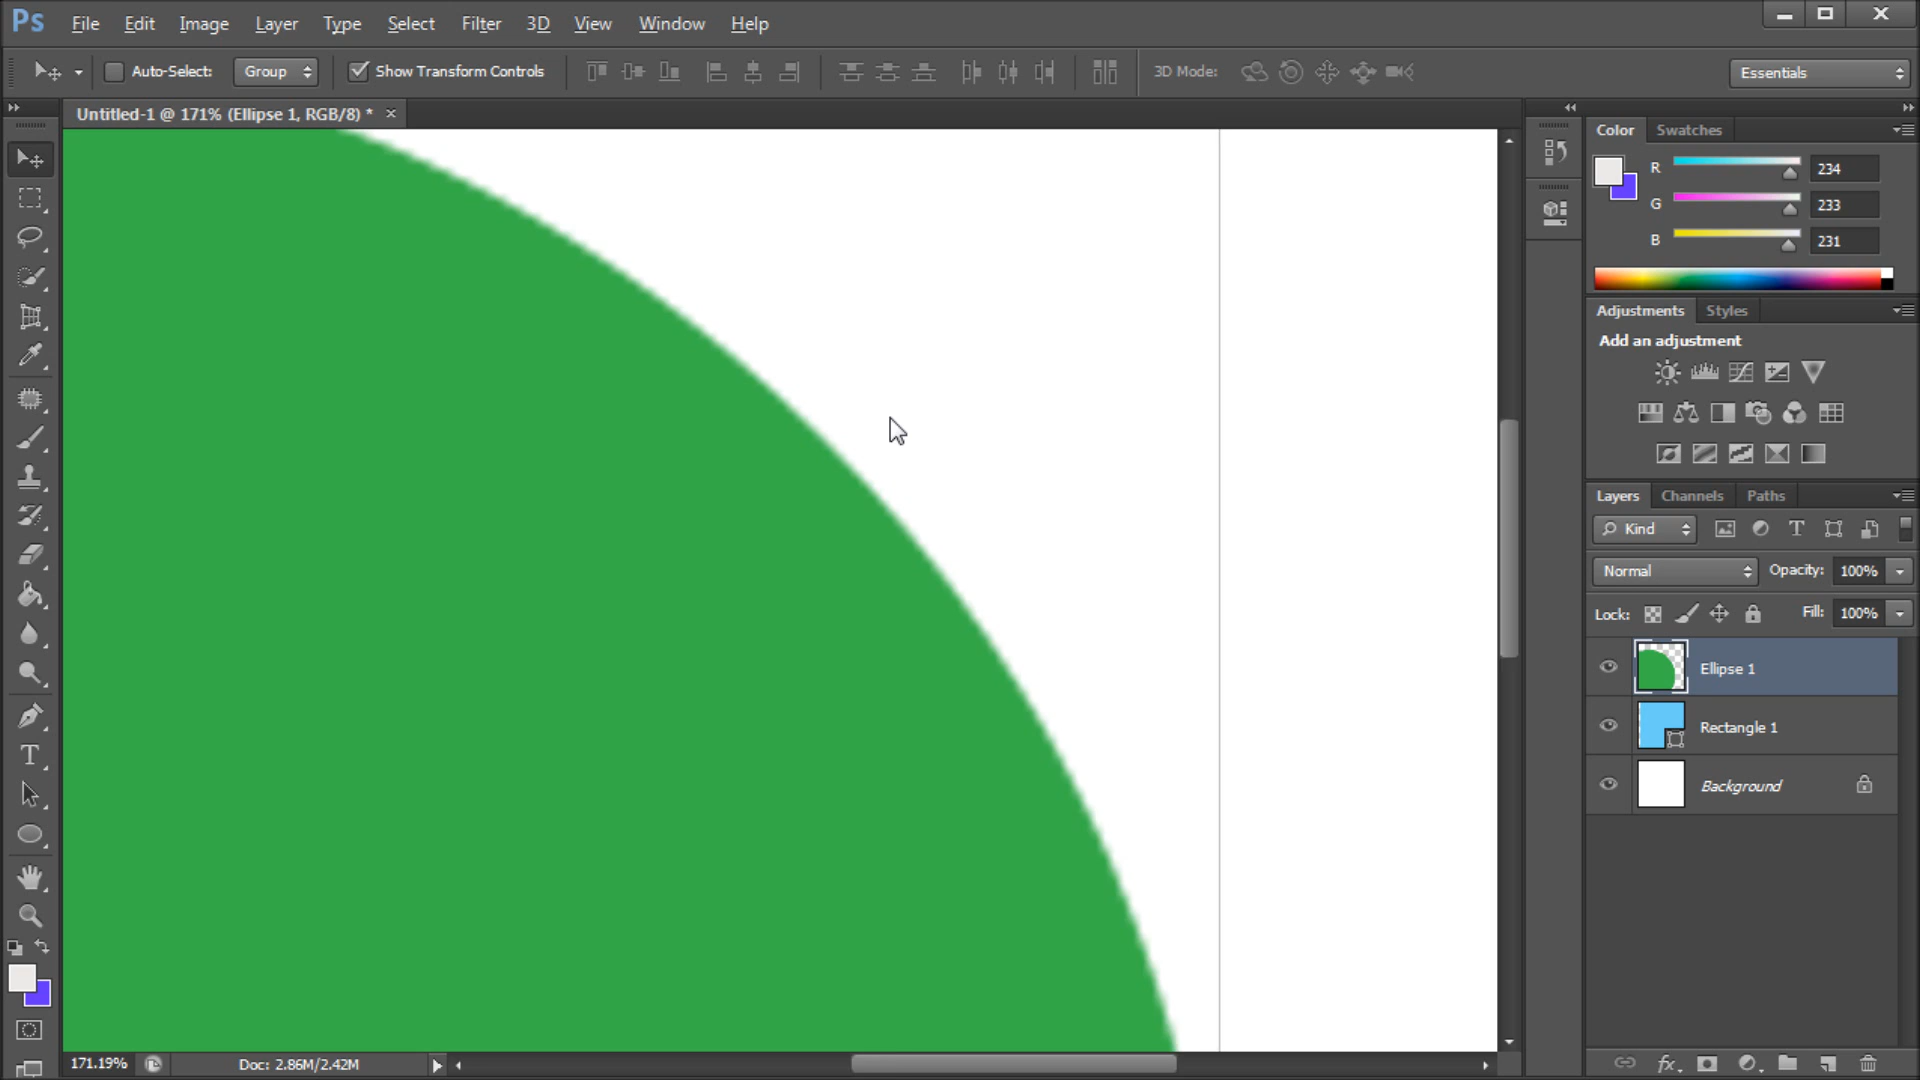 Ps File Edit Image Layer Type Select Filter 3D View Window Help
Auto-Select: Group Show Transform Controls 3D Mode: Essentials
Untitled-1 @ 171% (Ellipse 1, RGB/8) * ×
Color Swatches
R 234
G 233
B 231
Adjustments Styles
Add an adjustment
Layers Channels Paths
Kind
Normal Opacity: 100%
Lock: Fill: 100%
Ellipse 1
Rectangle 1
Background
171.19% Doc: 2.86M/2.42M